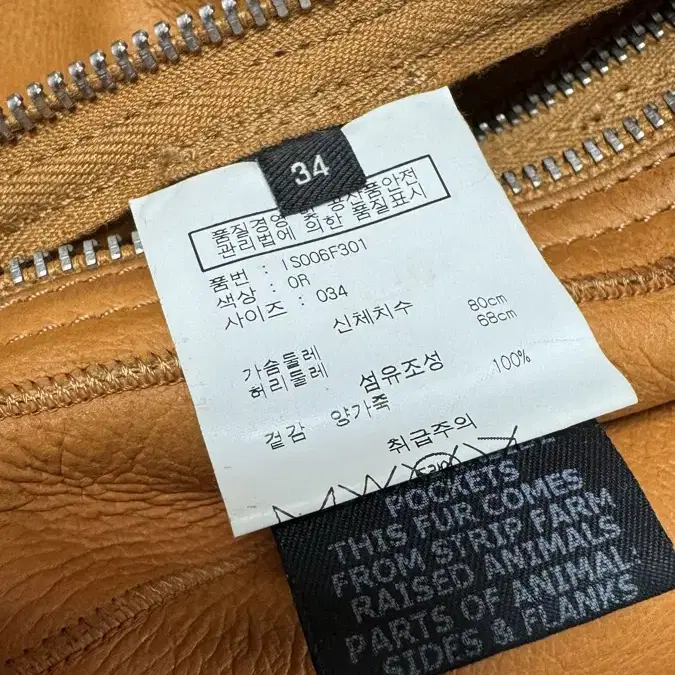 34
품질경영 및 공산품안전
관리법에 의한 품질표시
품번 : IS006F301
색상 : OR
사이즈 : 034
신체치수
가슴둘레 80cm
허리둘레 68cm
섬유조성
겉감 양가죽 100%
취급주의
POCKETS
THIS FUR COMES
FROM STRIP FARM
RAISED ANIMALS
PARTS OF ANIMAL:
SIDES & FLANKS